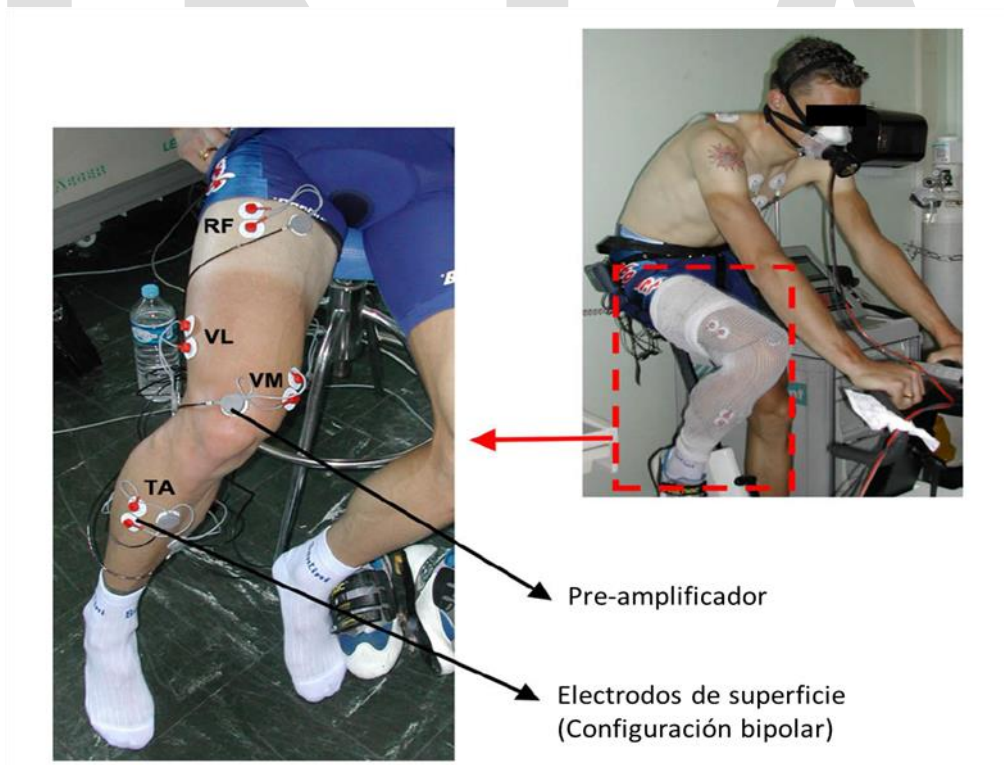 RF
VL
VM
TA
Pre-amplificador
Electrodos de superficie
(Configuración bipolar)